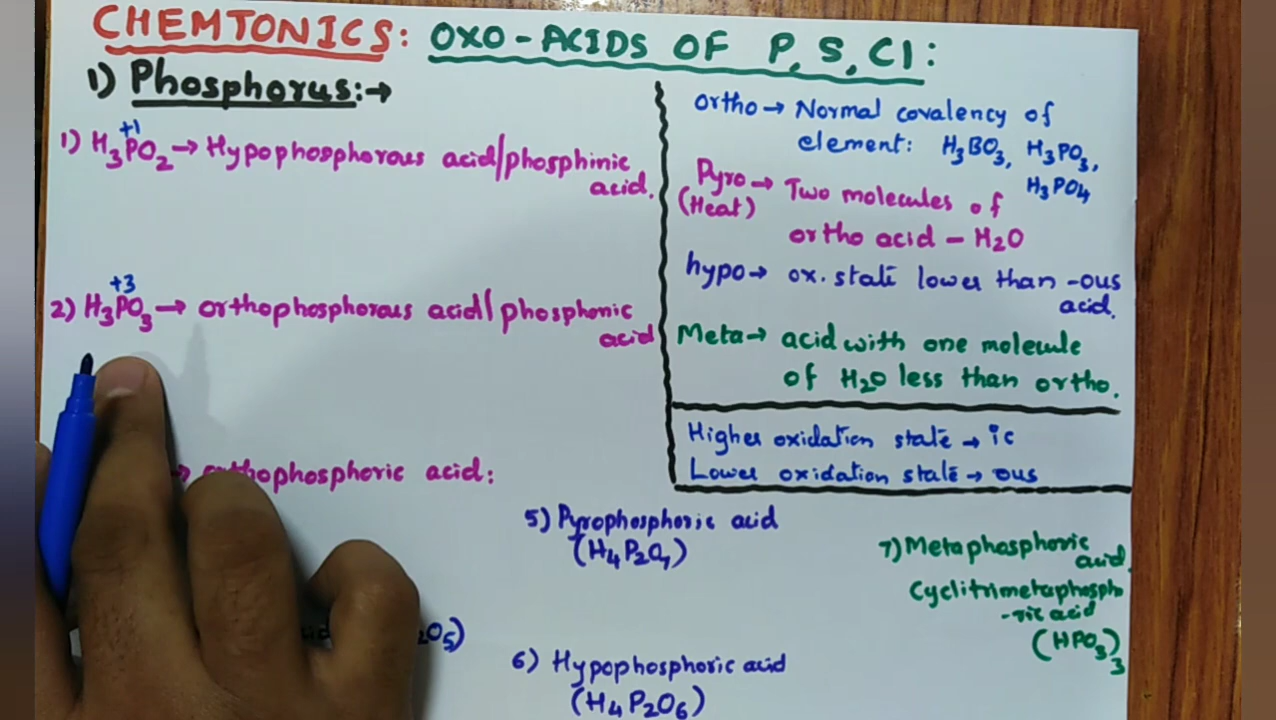 CHEMTONICS: OXO-ACIDS OF P, S, Cl:
1) Phosphorus:→
+1
1) H3PO2 → Hypophosphorous acid/phosphinic
acid.
+3
2) H3PO3 → orthophosphorous acid/phosphonic
acid
→ orthophosphoric acid:
2O5)
ortho → Normal covalency of
element: H3BO3, H3PO3,
H3PO4
Pyro → Two molecules of
(Heat)
ortho acid – H2O
hypo → ox. state lower than -ous
acid.
Meta → acid with one molecule
of H2O less than ortho.
Higher oxidation state → ic
Lower oxidation state → ous
5) Pyrophosphoric acid
(H4P2O7)
6) Hypophosphoric acid
(H4P2O6)
7) Metaphosphoric
acid.
Cyclitrimetaphospho
-ric acid
(HPO3)3